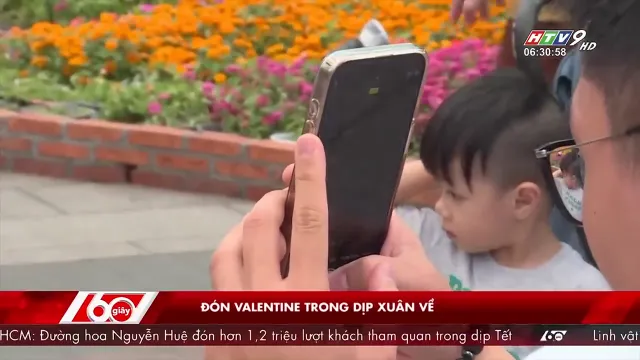 HTV9 HD
06:30:58
60 giây
ĐÓN VALENTINE TRONG DỊP XUÂN VỀ
HCM: Đường hoa Nguyễn Huệ đón hơn 1,2 triệu lượt khách tham quan trong dịp Tết 60 Linh vật